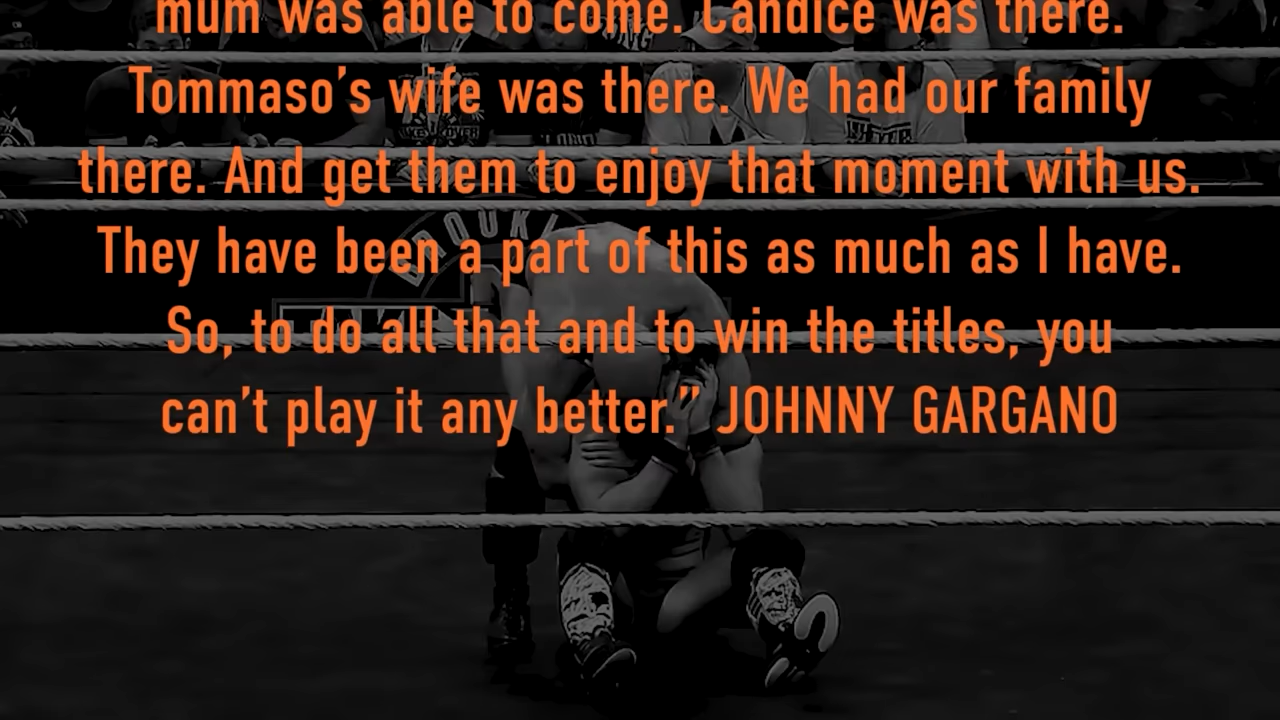 mum was able to come. Candice was there.
Tommaso’s wife was there. We had our family
there. And get them to enjoy that moment with us.
They have been a part of this as much as I have.
So, to do all that and to win the titles, you
can’t play it any better.” JOHNNY GARGANO